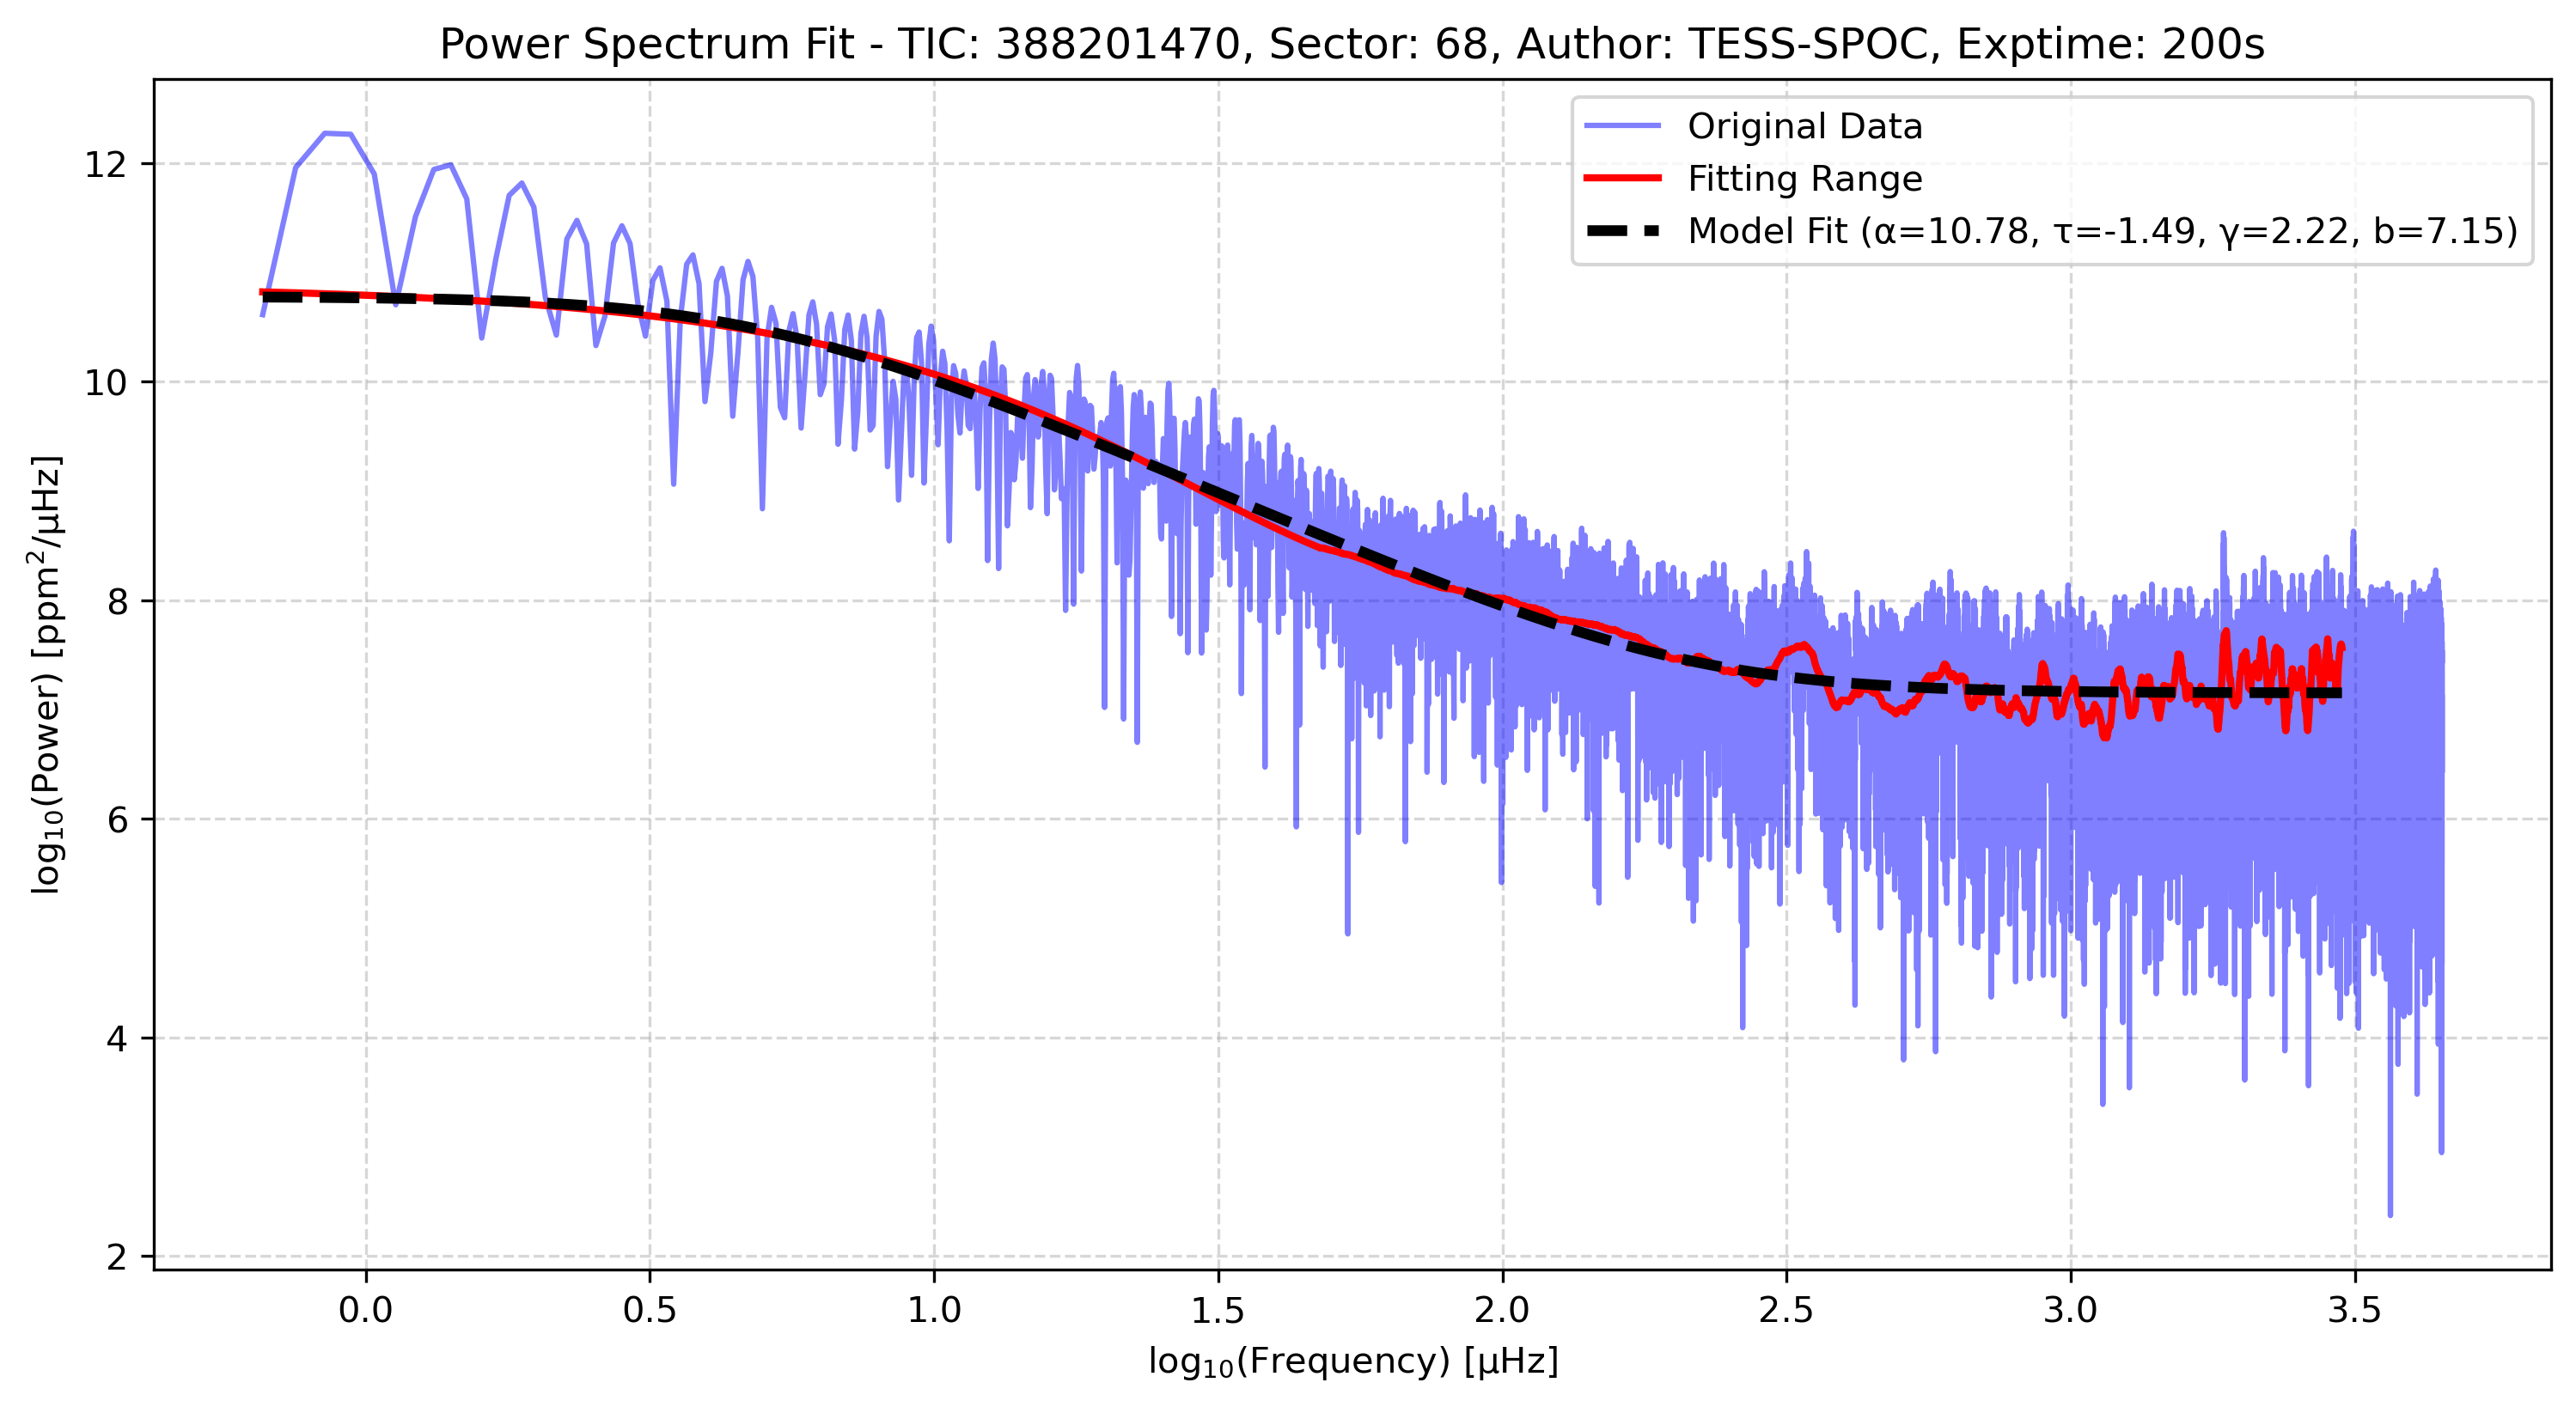 Power Spectrum Fit - TIC: 388201470, Sector: 68, Author: TESS-SPOC, Exptime: 200s
Original Data
Fitting Range
Model Fit (α=10.78, τ=-1.49, γ=2.22, b=7.15)
log₁₀(Power) [ppm²/μHz]
12
10
8
6
4
2
0.0 0.5 1.0 1.5 2.0 2.5 3.0 3.5
log₁₀(Frequency) [μHz]